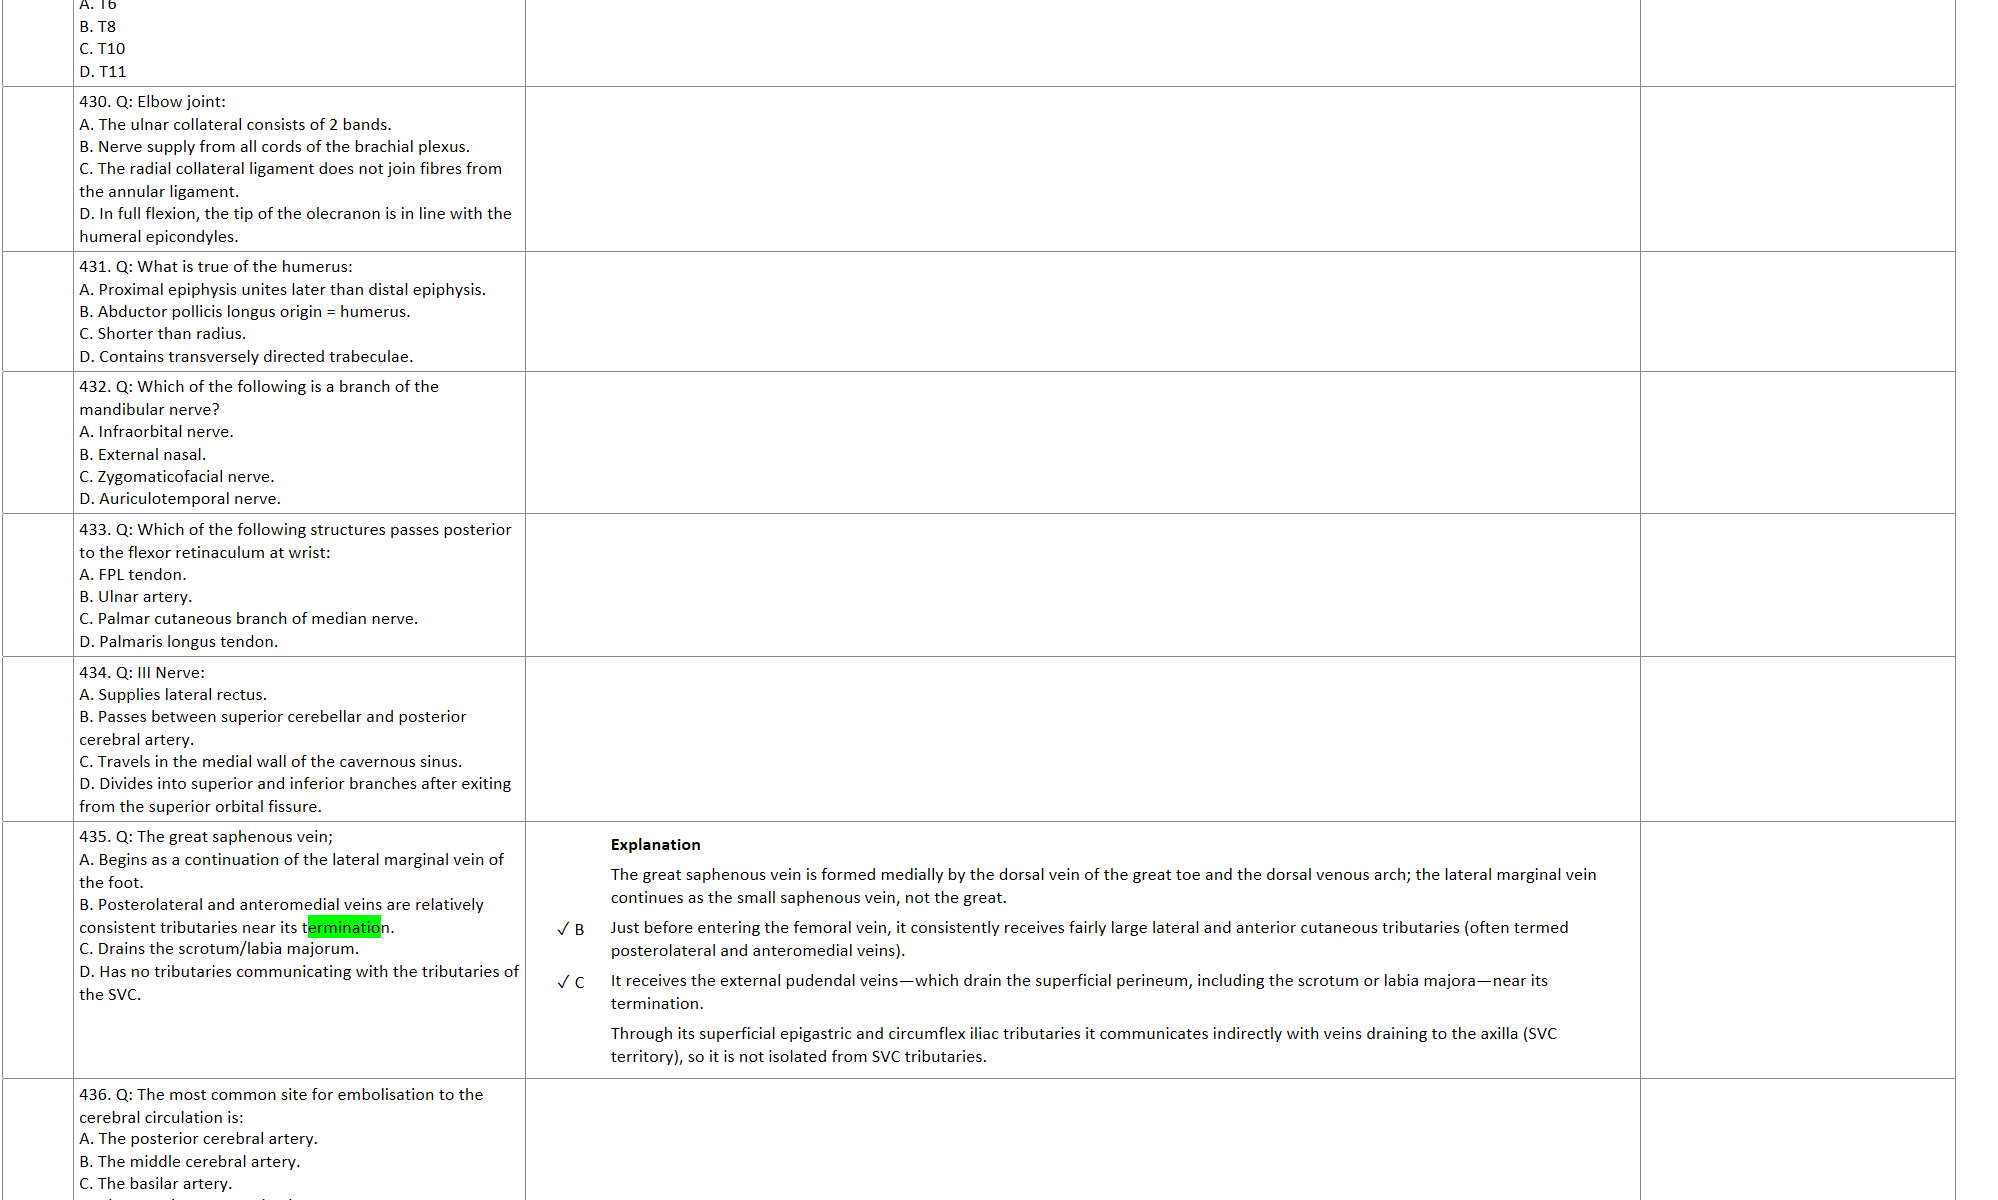 A. T6
B. T8
C. T10
D. T11
430. Q: Elbow joint:
A. The ulnar collateral consists of 2 bands.
B. Nerve supply from all cords of the brachial plexus.
C. The radial collateral ligament does not join fibres from
the annular ligament.
D. In full flexion, the tip of the olecranon is in line with the
humeral epicondyles.
431. Q: What is true of the humerus:
A. Proximal epiphysis unites later than distal epiphysis.
B. Abductor pollicis longus origin = humerus.
C. Shorter than radius.
D. Contains transversely directed trabeculae.
432. Q: Which of the following is a branch of the
mandibular nerve?
A. Infraorbital nerve.
B. External nasal.
C. Zygomaticofacial nerve.
D. Auriculotemporal nerve.
433. Q: Which of the following structures passes posterior
to the flexor retinaculum at wrist:
A. FPL tendon.
B. Ulnar artery.
C. Palmar cutaneous branch of median nerve.
D. Palmaris longus tendon.
434. Q: III Nerve:
A. Supplies lateral rectus.
B. Passes between superior cerebellar and posterior
cerebral artery.
C. Travels in the medial wall of the cavernous sinus.
D. Divides into superior and inferior branches after exiting
from the superior orbital fissure.
435. Q: The great saphenous vein;
A. Begins as a continuation of the lateral marginal vein of
the foot.
B. Posterolateral and anteromedial veins are relatively
consistent tributaries near its termination.
C. Drains the scrotum/labia majorum.
D. Has no tributaries communicating with the tributaries of
the SVC.
Explanation
The great saphenous vein is formed medially by the dorsal vein of the great toe and the dorsal venous arch; the lateral marginal vein
continues as the small saphenous vein, not the great.
✓ B Just before entering the femoral vein, it consistently receives fairly large lateral and anterior cutaneous tributaries (often termed
posterolateral and anteromedial veins).
✓ C It receives the external pudendal veins—which drain the superficial perineum, including the scrotum or labia majora—near its
termination.
Through its superficial epigastric and circumflex iliac tributaries it communicates indirectly with veins draining to the axilla (SVC
territory), so it is not isolated from SVC tributaries.
436. Q: The most common site for embolisation to the
cerebral circulation is:
A. The posterior cerebral artery.
B. The middle cerebral artery.
C. The basilar artery.